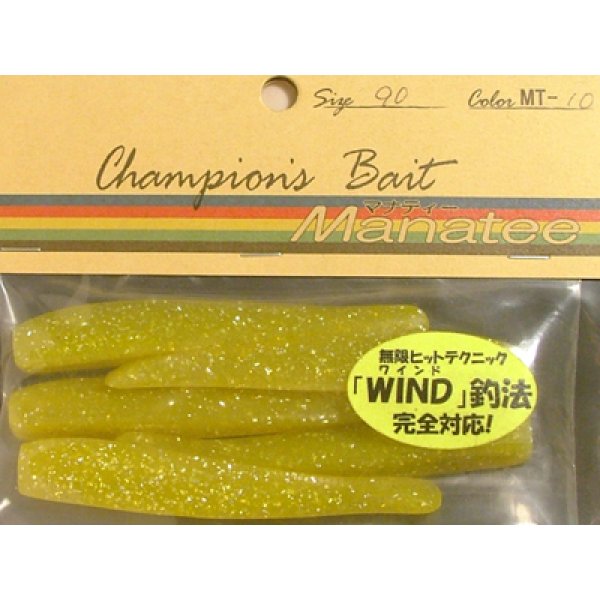 Size 90 Color MT-10
Champion's Bait
マナティー
Manatee
無限ヒットテクニック
ワインド
「WIND」釣法
完全対応!